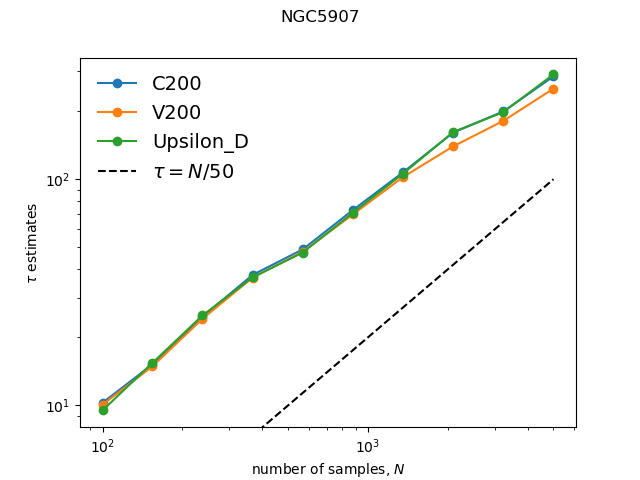 NGC5907
C200
V200
Upsilon_D
τ = N/50
10²
10¹
τ estimates
10²
10³
number of samples, N